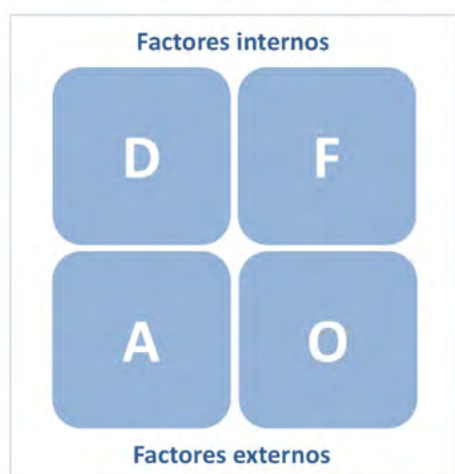 Factores internos
D F
A O
Factores externos